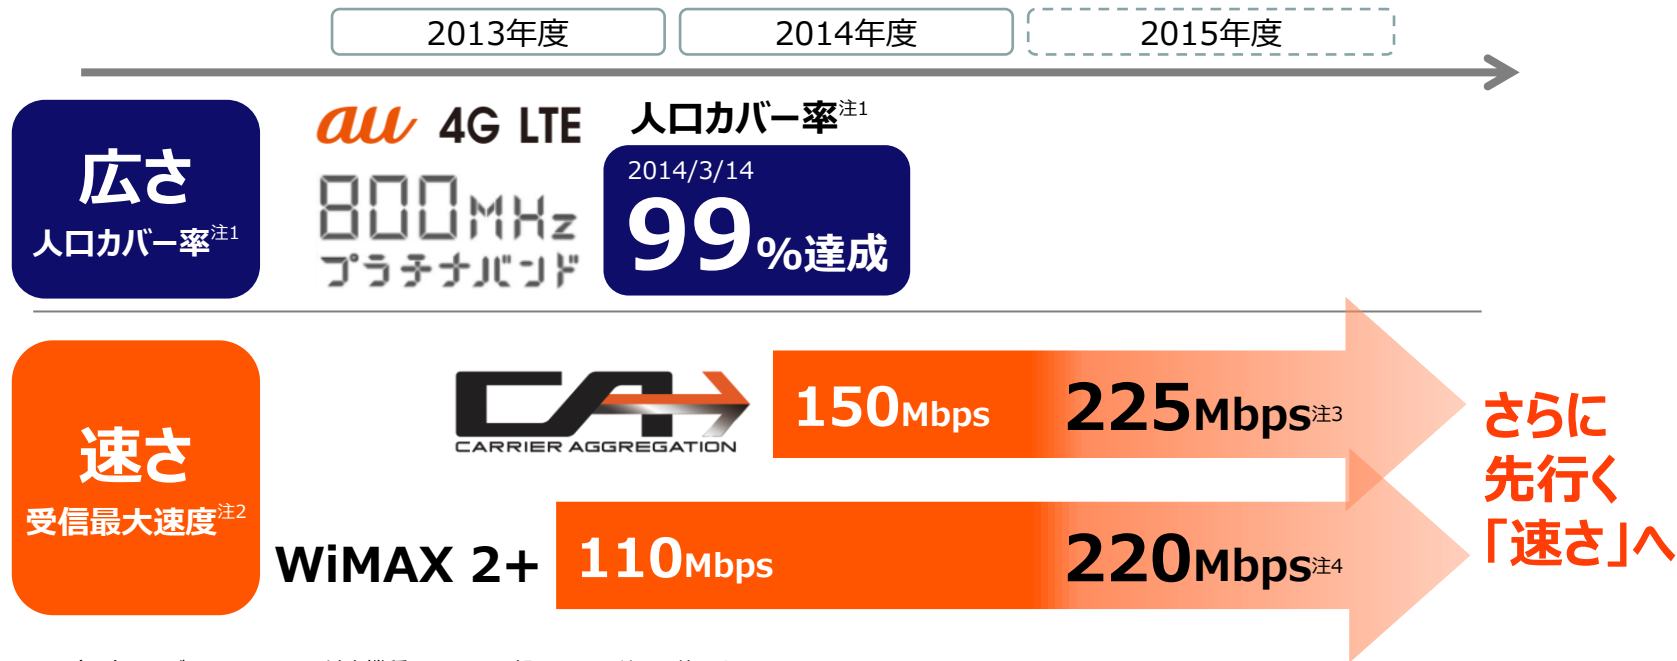 2013年度
2014年度
2015年度
広さ
人口カバー率注1
au 4G LTE
800MHz
プラチナバンド
人口カバー率注1
2014/3/14
99%達成
速さ
受信最大速度注2
CA
CARRIER AGGREGATION
150Mbps
225Mbps注3
WiMAX 2+
110Mbps
220Mbps注4
さらに
先行く
「速さ」へ